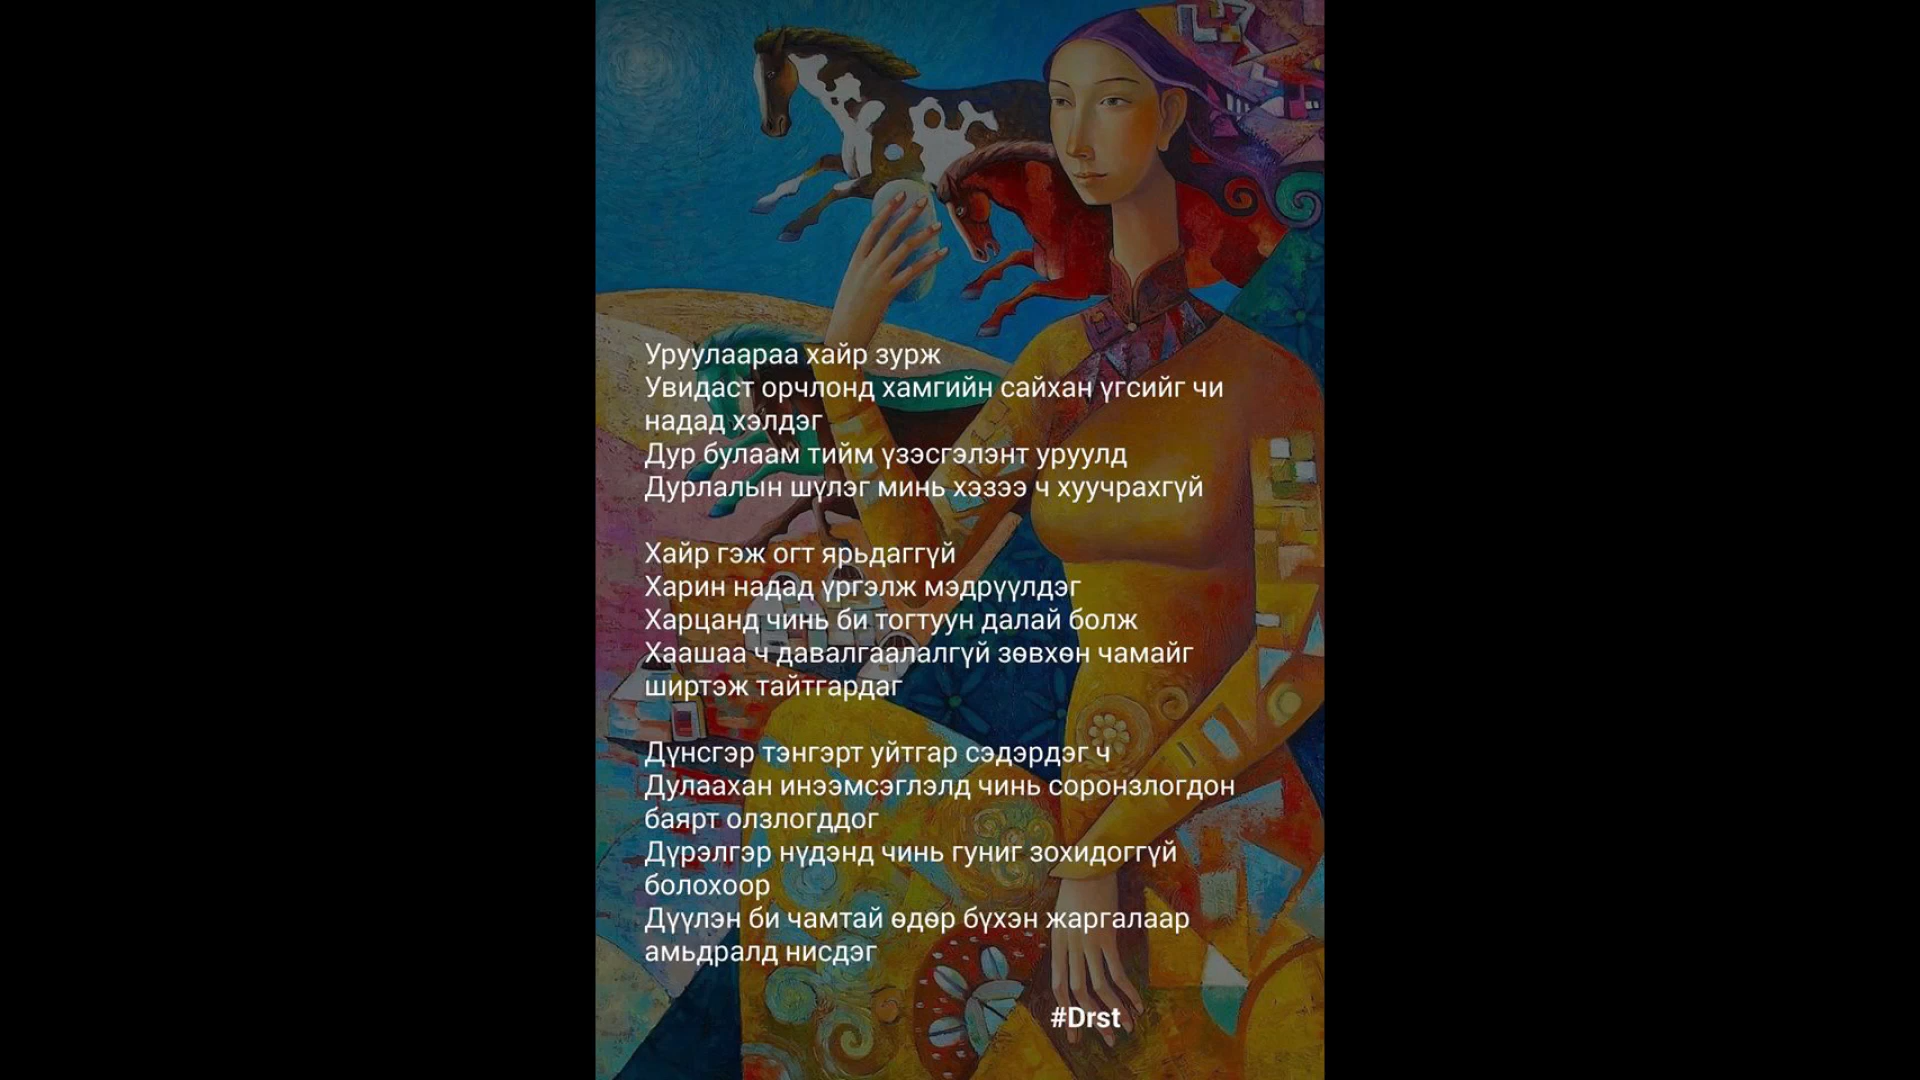 Уруулаараа хайр зурж
Увидаст орчлонд хамгийн сайхан үгсийг чи
надад хэлдэг
Дур булаам тийм үзэсгэлэнт уруулд
Дурлалын шүлэг минь хэзээ ч хуучрахгүй
Хайр гэж огт ярьдаггүй
Харин надад үргэлж мэдрүүлдэг
Харцанд чинь би тогтуун далай болж
Хаашаа ч давалгаалалгүй зөвхөн чамайг
ширтэж тайтгардаг
Дүнсгэр тэнгэрт уйтгар сэдэрдэг ч
Дулаахан инээмсэглэлд чинь соронзлогдон
баярт олзлогддог
Дүрэлгэр нүдэнд чинь гуниг зохидоггүй
болохоор
Дүүлэн би чамтай өдөр бүхэн жаргалаар
амьдралд нисдэг
#Drst